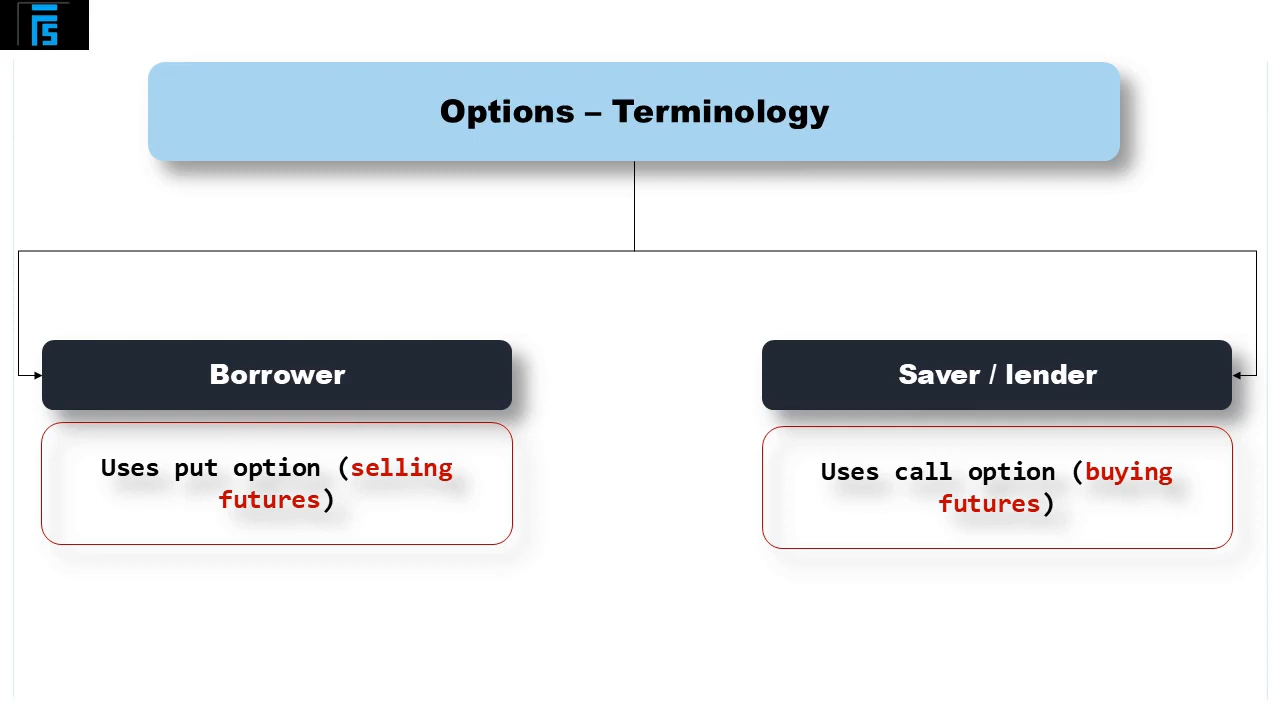 Options – Terminology
Borrower
Uses put option (selling
futures)
Saver / lender
Uses call option (buying
futures)